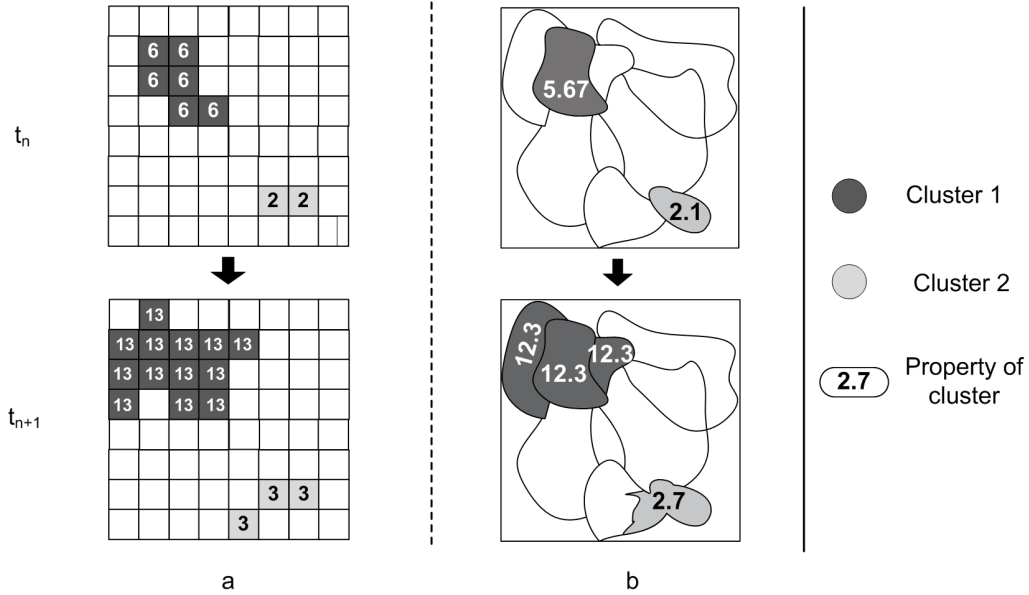 6 6
6 6
6 6
2 2
tn
5.67
2.1
13
13 13 13 13 13
13 13 13 13
13 13 13
3 3
3
tn+1
12.3
12.3
12.3
2.7
Cluster 1
Cluster 2
2.7
Property of
cluster
a
b